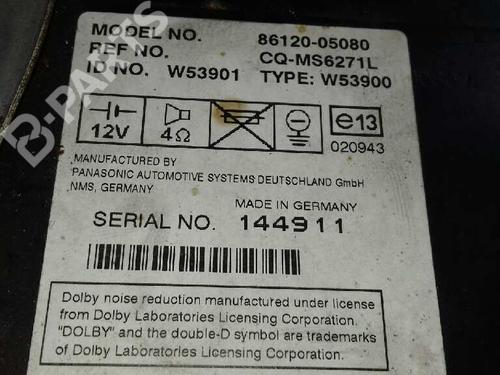 MODEL NO. 86120-05080
REF NO. CQ-MS6271L
ID NO. W53901 TYPE: W53900
12V 4Ω e13
020943
MANUFACTURED BY
PANASONIC AUTOMOTIVE SYSTEMS DEUTSCHLAND GmbH
NMS, GERMANY
MADE IN GERMANY
SERIAL NO. 144911
Dolby noise reduction manufactured under license
from Dolby Laboratories Licensing Corporation.
"DOLBY" and the double-D symbol are trademarks
of Dolby Laboratories Licensing Corporation.
B-PARTS